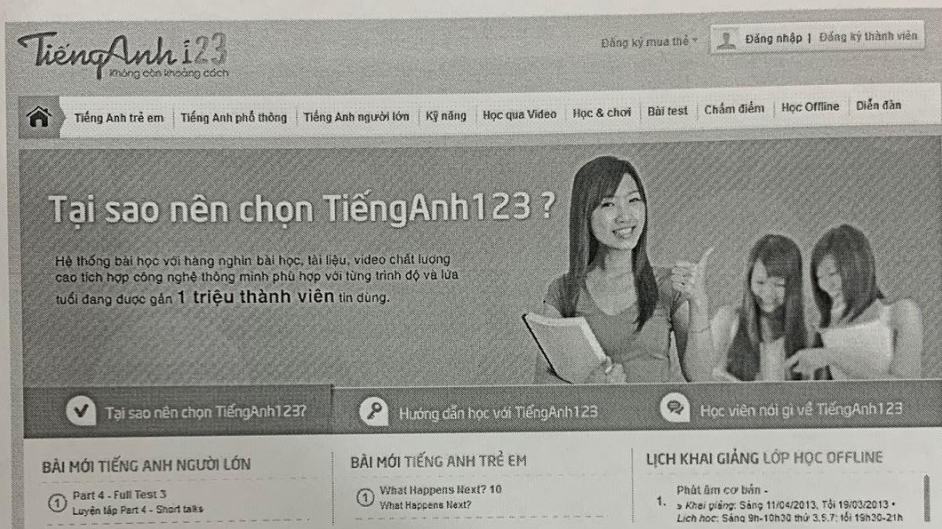 TiếngAnh i23
Không còn khoảng cách
Đăng ký mua thẻ
Đăng nhập | Đăng ký thành viên
Tiếng Anh trẻ em | Tiếng Anh phổ thông | Tiếng Anh người lớn | Kỹ năng | Học qua Video | Học & chơi | Bài test | Chấm điểm | Học Offline | Diễn đàn
Tại sao nên chọn TiếngAnh123 ?
Hệ thống bài học với hàng nghìn bài học, tài liệu, video chất lượng
cao tích hợp công nghệ thông minh phù hợp với từng trình độ và lứa
tuổi đang được gần 1 triệu thành viên tin dùng.
Tại sao nên chọn TiếngAnh123?
Hướng dẫn học với TiếngAnh123
Học viên nói gì về TiếngAnh123
BÀI MỚI TIẾNG ANH NGƯỜI LỚN
1 Part 4 - Full Test 3
Luyện tập Part 4 - Short talks
BÀI MỚI TIẾNG ANH TRẺ EM
1 What Happens Next? 10
What Happens Next?
LỊCH KHAI GIẢNG LỚP HỌC OFFLINE
1. Phát âm cơ bản -
» Khai giảng: Sáng 11/04/2013, Tối 19/03/2013 •
Lịch học: Sáng 9h-10h30 thứ 3,5,7; tối 19h30-21h